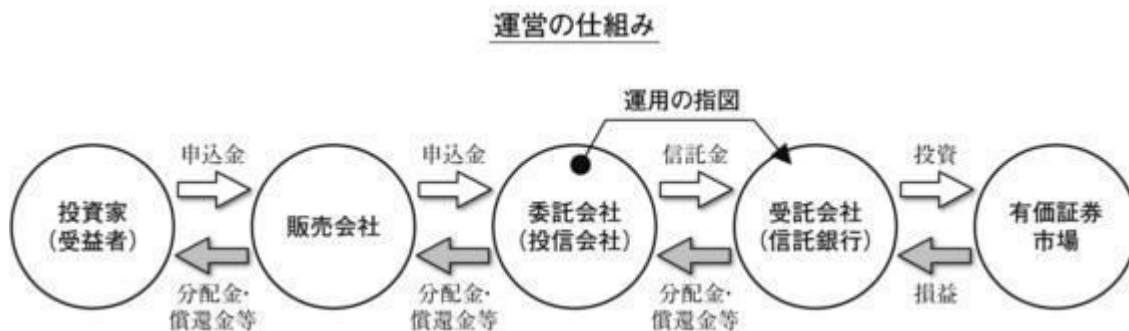 運営の仕組み
運用の指図
申込金
申込金
信託金
投資
投資家
（受益者）
販売会社
委託会社
（投信会社）
受託会社
（信託銀行）
有価証券
市場
分配金・
償還金等
分配金・
償還金等
分配金・
償還金等
損益